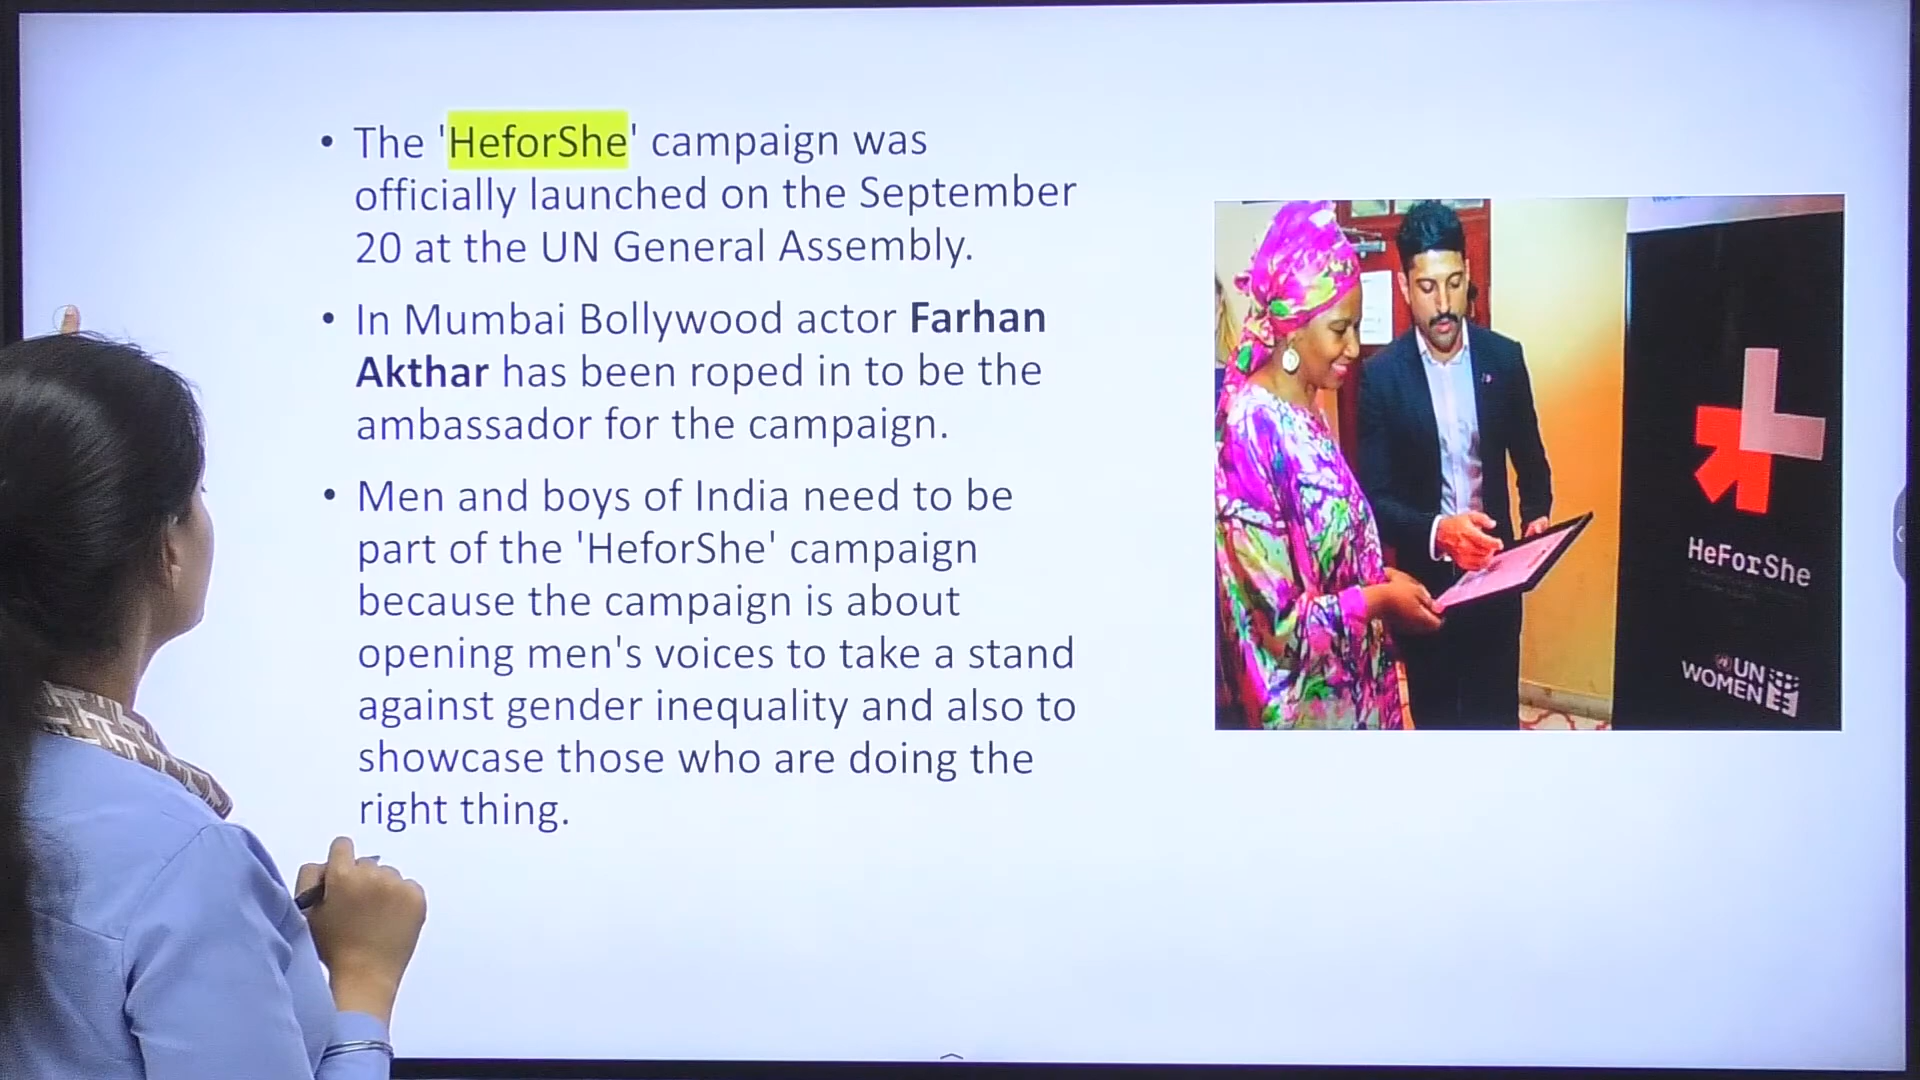 • The 'HeforShe' campaign was
officially launched on the September
20 at the UN General Assembly.
• In Mumbai Bollywood actor Farhan
Akthar has been roped in to be the
ambassador for the campaign.
• Men and boys of India need to be
part of the 'HeforShe' campaign
because the campaign is about
opening men's voices to take a stand
against gender inequality and also to
showcase those who are doing the
right thing.
HeForShe
UN
WOMEN